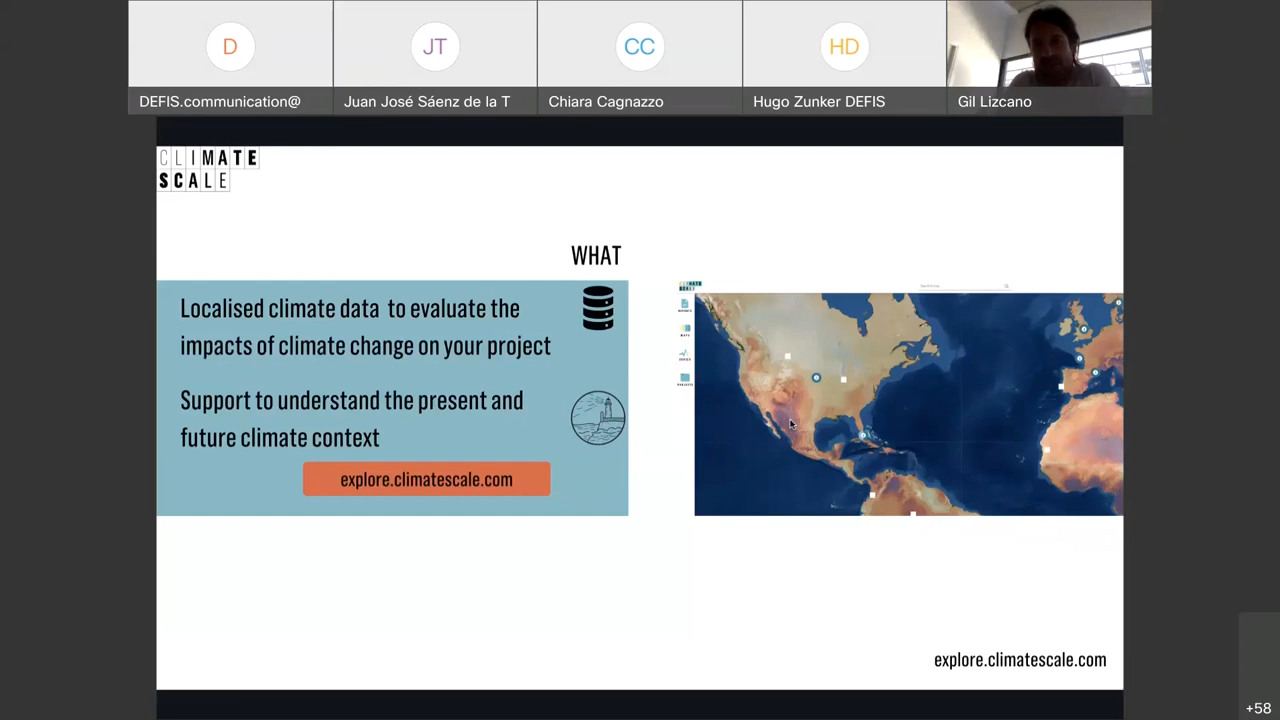 D
JT
CC
HD
DEFIS.communication@
Juan José Sáenz de la T
Chiara Cagnazzo
Hugo Zunker DEFIS
Gil Lizcano
CLIMATE
SCALE
WHAT
Localised climate data to evaluate the
impacts of climate change on your project
Support to understand the present and
future climate context
explore.climatescale.com
CLIMATE
SCALE
explore.climatescale.com
+58